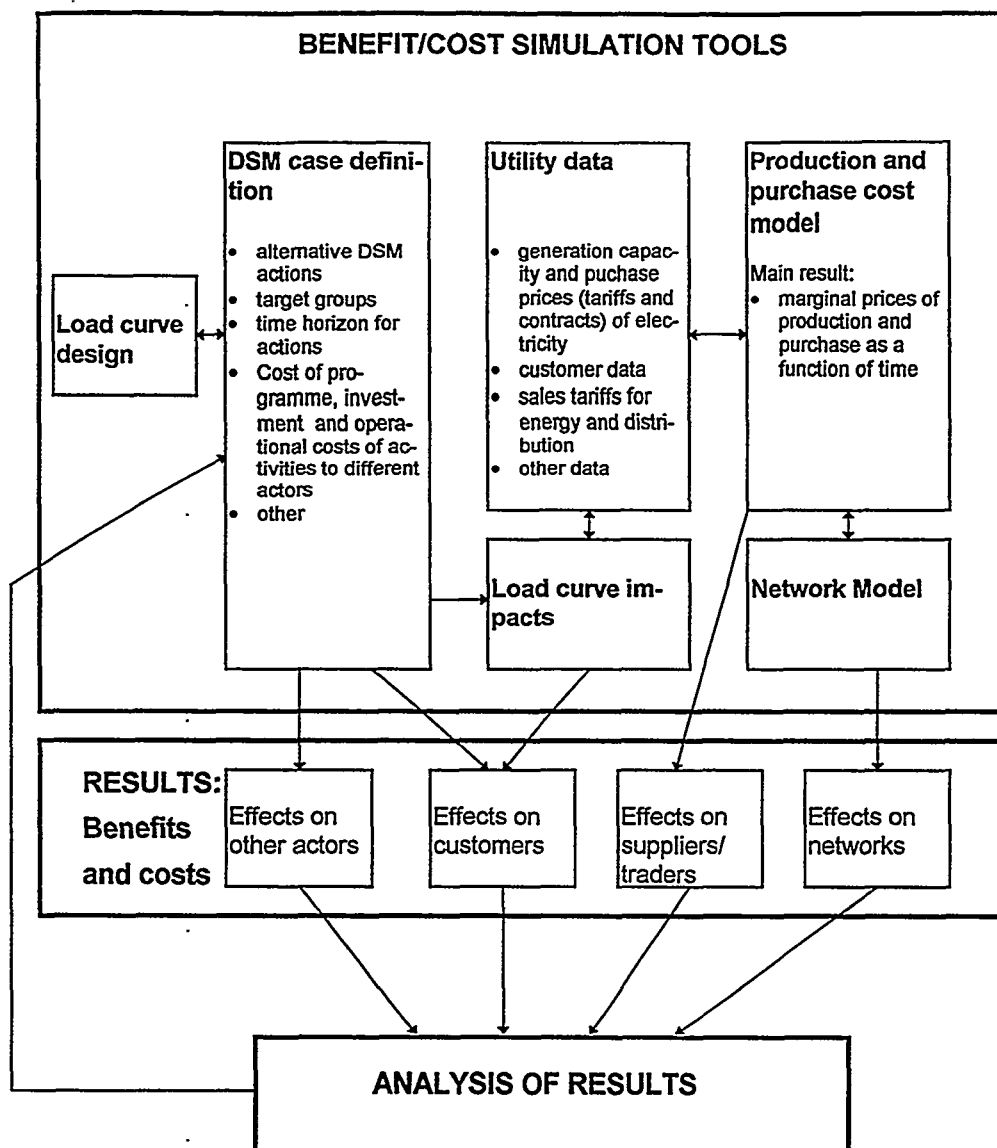 BENEFIT/COST SIMULATION TOOLS
Load curve
design
DSM case defini-
tion
• alternative DSM
actions
• target groups
• time horizon for
actions
• Cost of pro-
gramme, invest-
ment and opera-
tional costs of ac-
tivities to different
actors
• other
Utility data
• generation capac-
ity and puchase
prices (tariffs and
contracts) of elec-
tricity
• customer data
• sales tariffs for
energy and distri-
bution
• other data
Production and
purchase cost
model
Main result:
• marginal prices of
production and
purchase as a
function of time
Load curve im-
pacts
Network Model
RESULTS:
Benefits
and costs
Effects on
other actors
Effects on
customers
Effects on
suppliers/
traders
Effects on
networks
ANALYSIS OF RESULTS